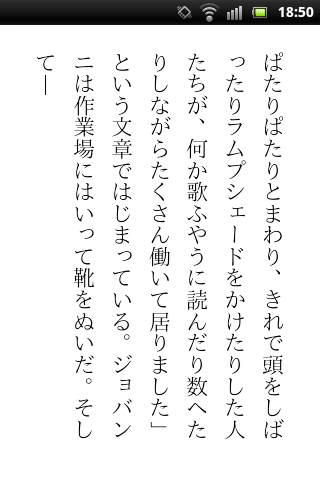 18:50
ぱたりぱたりとまわり、きれで頭をしば
ったりラムプシェードをかけたりした人
たちが、何か歌ふやうに読んだり数へた
りしながらたくさん働いて居りました」
という文章ではじまっている。ジョバン
ニは作業場にはいって靴をぬいだ。そし
て―